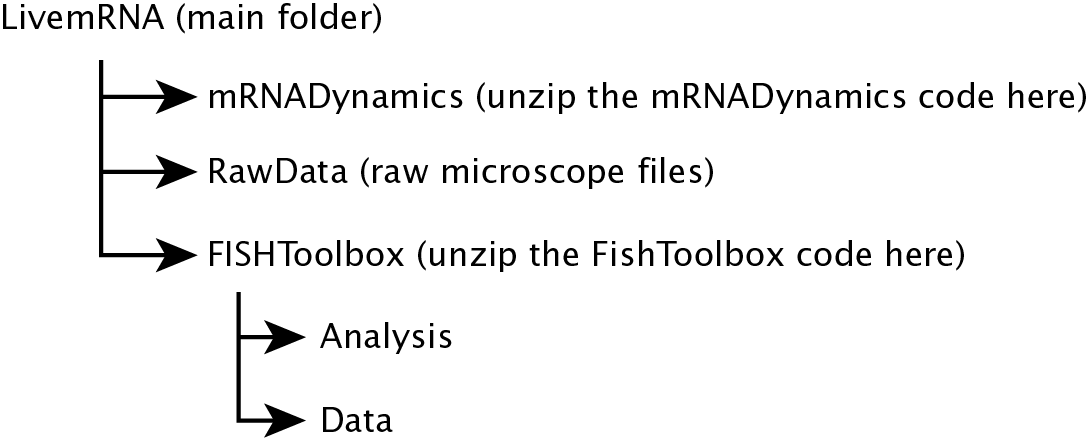 LivemRNA (main folder)
mRNADynamics (unzip the mRNADynamics code here)
RawData (raw microscope files)
FISHToolbox (unzip the FishToolbox code here)
Analysis
Data